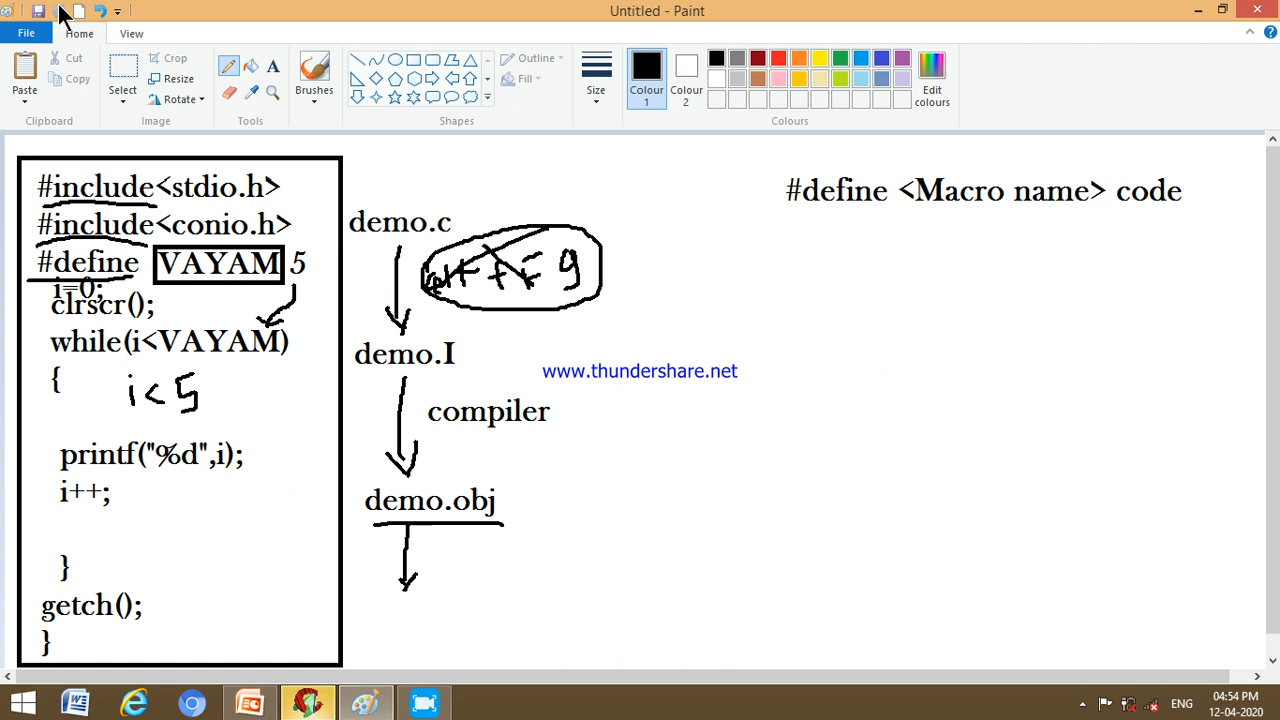 Untitled - Paint
File
Home
View
Paste
Cut
Copy
Clipboard
Select
Crop
Resize
Rotate
Image
A
Tools
Brushes
Shapes
Outline
Fill
Size
Colour 1
Colour 2
Edit colours
Colours
#include<stdio.h>
#include<conio.h>
#define VAYAM 5
i=0;
clrscr();
while(i<VAYAM)
{
i<5
printf("%d",i);
i++;
}
getch();
}
demo.c
demo.I
compiler
demo.obj
#define <Macro name> code
www.thundershare.net
ENG
04:54 PM
12-04-2020